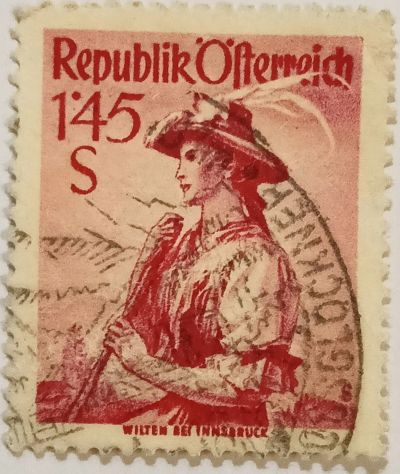 Republik Öſterreich
1·45
S
WILTEN BEI INNSBRUCK